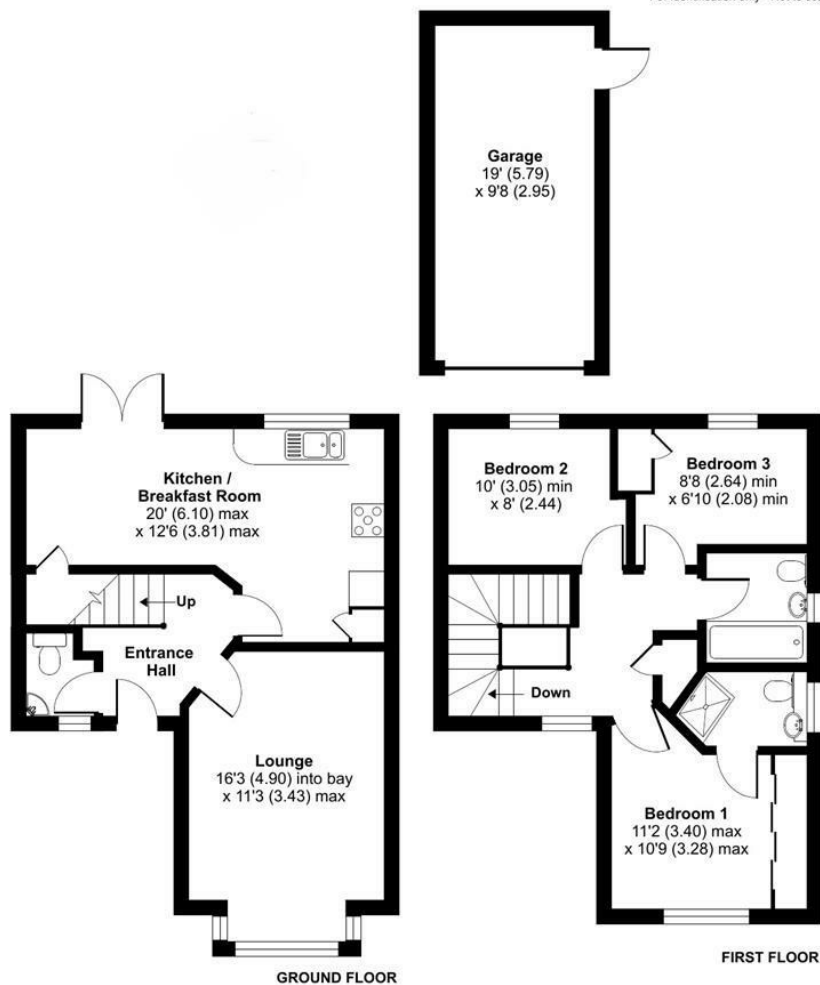 Garage
19' (5.79)
x 9'8 (2.95)
Kitchen /
Breakfast Room
20' (6.10) max
x 12'6 (3.81) max
Up
Entrance
Hall
Lounge
16'3 (4.90) into bay
x 11'3 (3.43) max
GROUND FLOOR
Bedroom 2
10' (3.05) min
x 8' (2.44)
Bedroom 3
8'8 (2.64) min
x 6'10 (2.08) min
Down
Bedroom 1
11'2 (3.40) max
x 10'9 (3.28) max
FIRST FLOOR